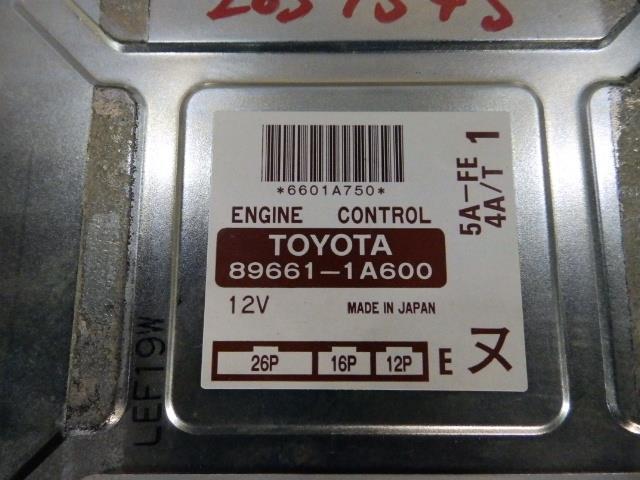 *6601A750*
ENGINE CONTROL
TOYOTA
89661-1A600
12V MADE IN JAPAN
26P 16P 12P E ヌ
5A-FE
4A/T 1
LEF19W